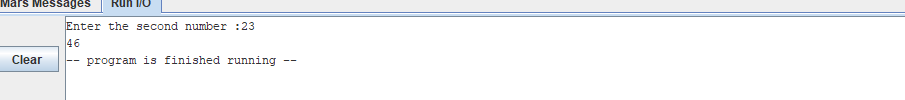 Mars Messages Run I/O
Enter the second number :23
46
Clear
-- program is finished running --